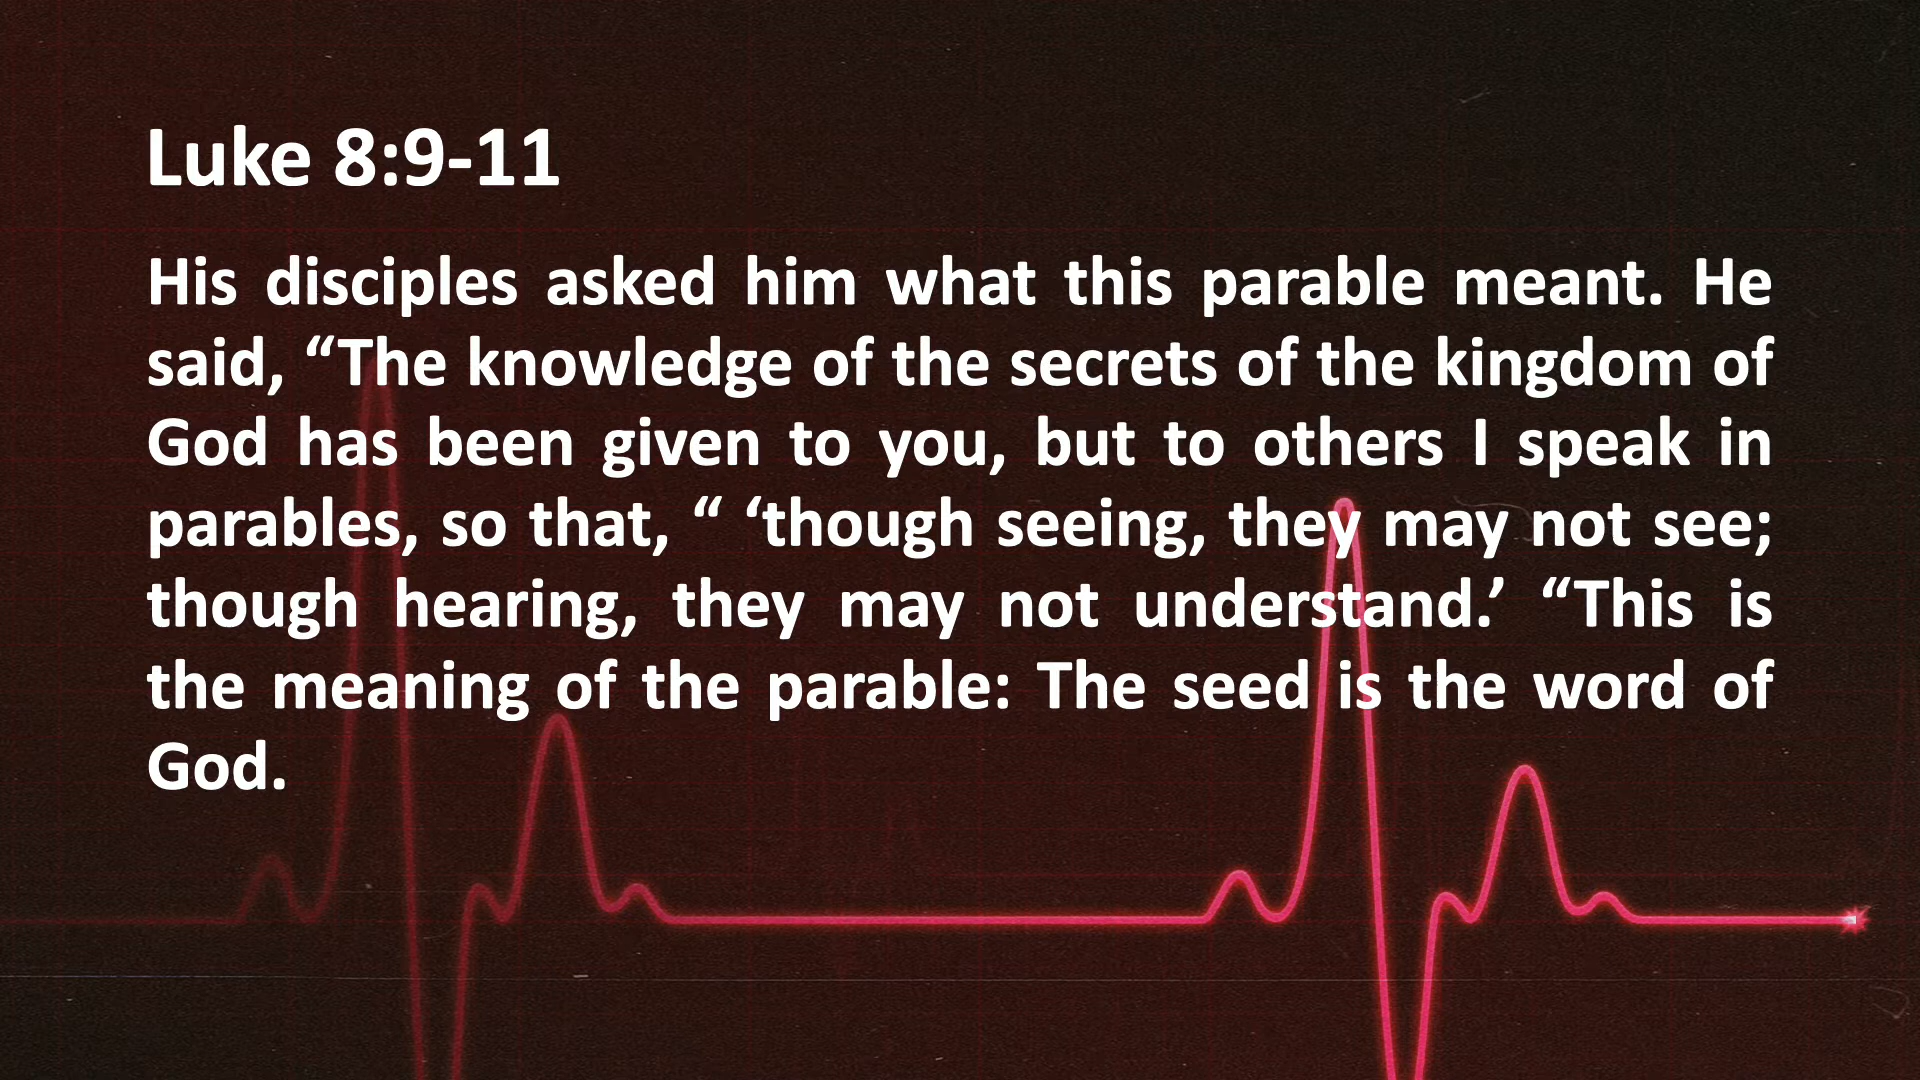 Luke 8:9-11
His disciples asked him what this parable meant. He
said, “The knowledge of the secrets of the kingdom of
God has been given to you, but to others I speak in
parables, so that, “ ‘though seeing, they may not see;
though hearing, they may not understand.’ “This is
the meaning of the parable: The seed is the word of
God.